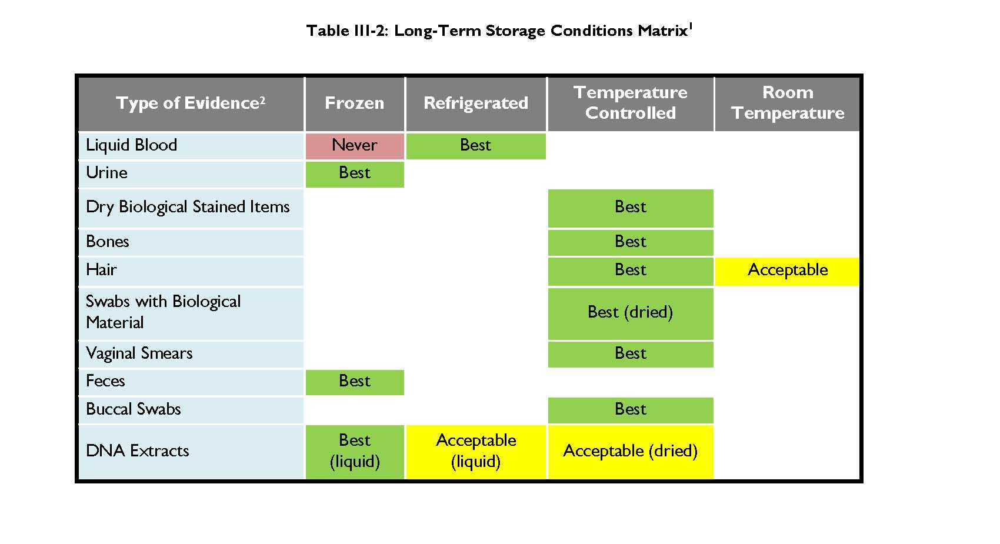 Table III-2: Long-Term Storage Conditions Matrix¹
Type of Evidence² Frozen Refrigerated Temperature Controlled Room Temperature
Liquid Blood Never Best
Urine Best
Dry Biological Stained Items Best
Bones Best
Hair Best Acceptable
Swabs with Biological Material Best (dried)
Vaginal Smears Best
Feces Best
Buccal Swabs Best
DNA Extracts Best (liquid) Acceptable (liquid) Acceptable (dried)